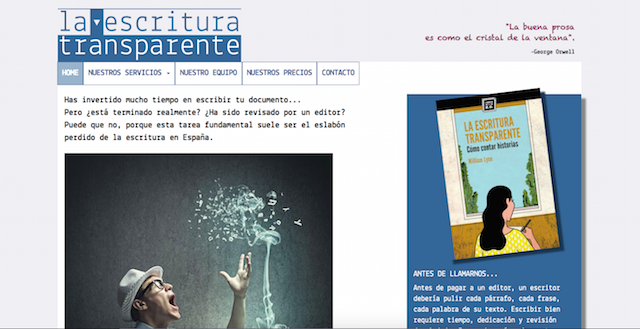 la escritura
transparente
"La buena prosa
es como el cristal de la ventana".
-George Orwell
HOME
NUESTROS SERVICIOS
NUESTRO EQUIPO
NUESTROS PRECIOS
CONTACTO
Has invertido mucho tiempo en escribir tu documento...
Pero ¿está terminado realmente? ¿Ha sido revisado por un editor?
Puede que no, porque esta tarea fundamental suele ser el eslabón
perdido de la escritura en España.
LA ESCRITURA
TRANSPARENTE
Cómo contar historias
William Lyon
ANTES DE LLAMARNOS...
Antes de pagar a un editor, un escritor
debería pulir cada párrafo, cada frase,
cada palabra de su texto. Escribir bien
requiere tiempo, dedicación y revisión